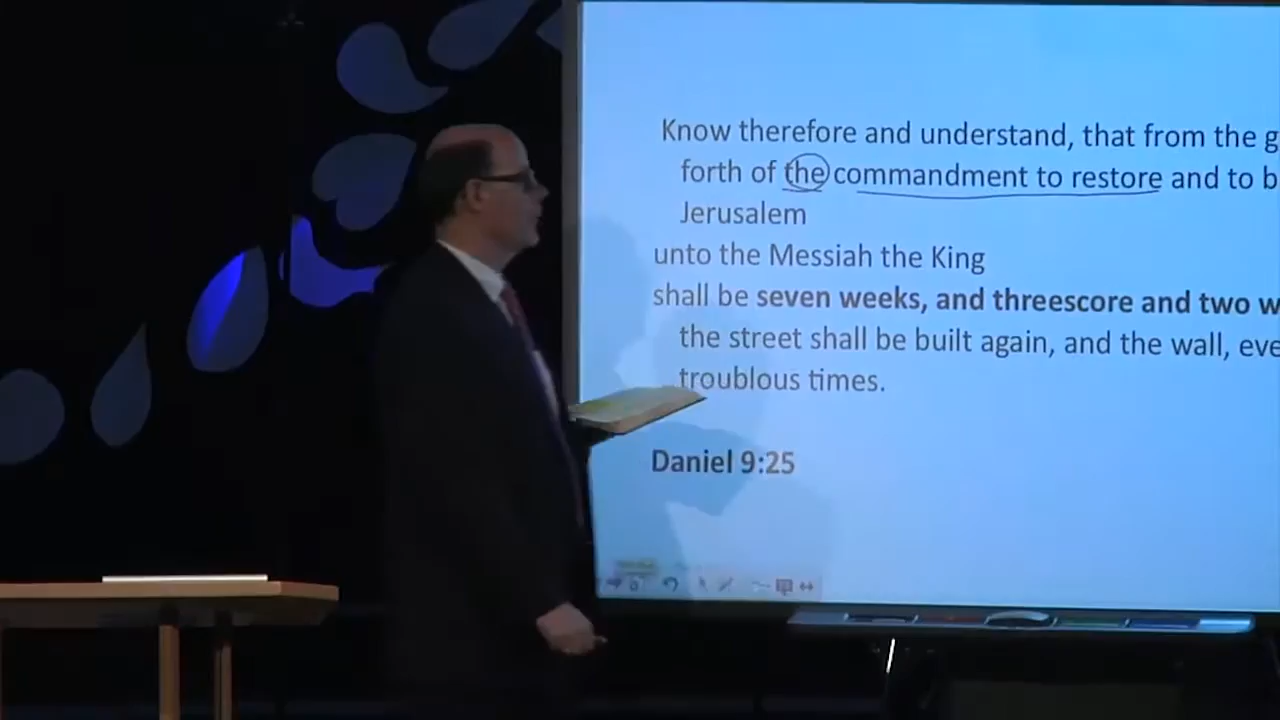 Know therefore and understand, that from the
forth of the commandment to restore and to
Jerusalem
unto the Messiah the King
shall be seven weeks, and threescore and two
the street shall be built again, and the wall,
troublous times.
Daniel 9:25